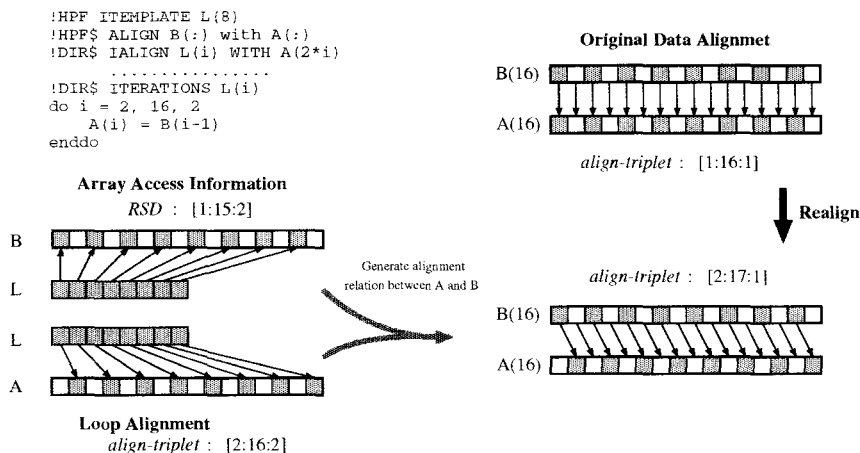 !HPF ITEMPLATE L(8)
!HPF$ ALIGN B(:) with A(:)
!DIR$ IALIGN L(i) WITH A(2*i)
................
!DIR$ ITERATIONS L(i)
do i = 2, 16, 2
A(i) = B(i-1)
enddo
Array Access Information
RSD : [1:15:2]
B
L
L
A
Loop Alignment
align-triplet : [2:16:2]
Generate alignment
relation between A and B
Original Data Alignmet
B(16)
A(16)
align-triplet : [1:16:1]
Realign
align-triplet : [2:17:1]
B(16)
A(16)